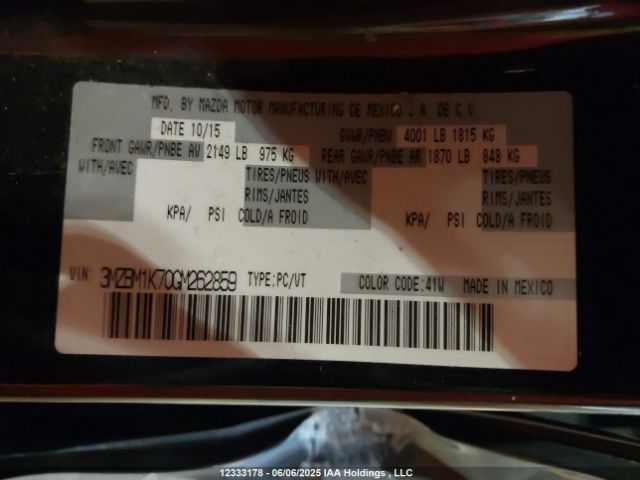 MFD. BY MAZDA MOTOR MANUFACTURING DE MEXICO S.A. DE C.V.
DATE 10/15 GVWR/PNBV 4001 LB 1815 KG
FRONT GAWR/PNBE AV 2149 LB 975 KG REAR GAWR/PNBE AR 1870 LB 848 KG
WITH/AVEC TIRES/PNEUS WITH/AVEC TIRES/PNEUS
RIMS/JANTES RIMS/JANTES
KPA/ PSI COLD/A FROID KPA/ PSI COLD/A FROID
VIN: 3MZBM1K70GM262859 TYPE:PC/VT COLOR CODE:41W MADE IN MEXICO
12333178 - 06/06/2025 IAA Holdings , LLC